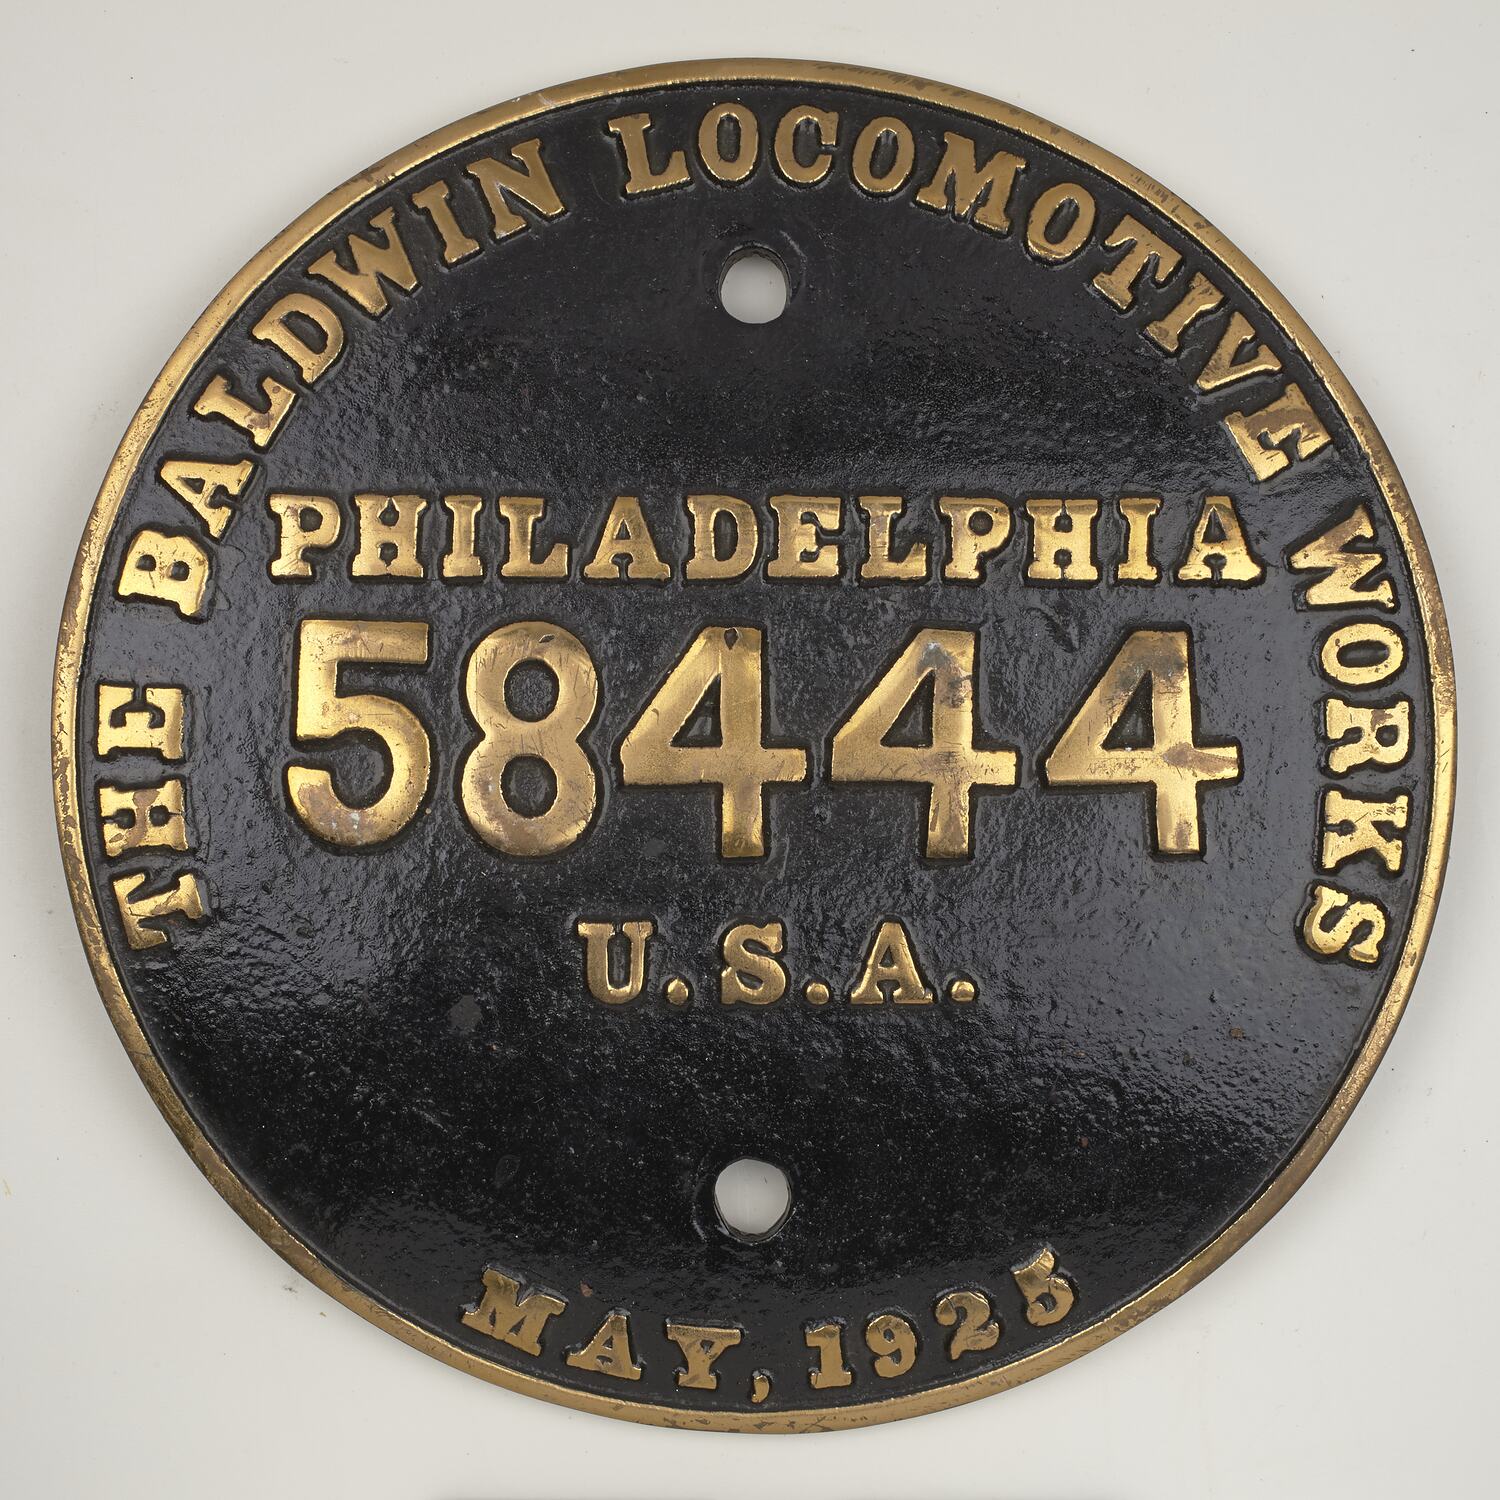 THE BALDWIN LOCOMOTIVE WORKS
PHILADELPHIA
58444
U.S.A.
MAY, 1925